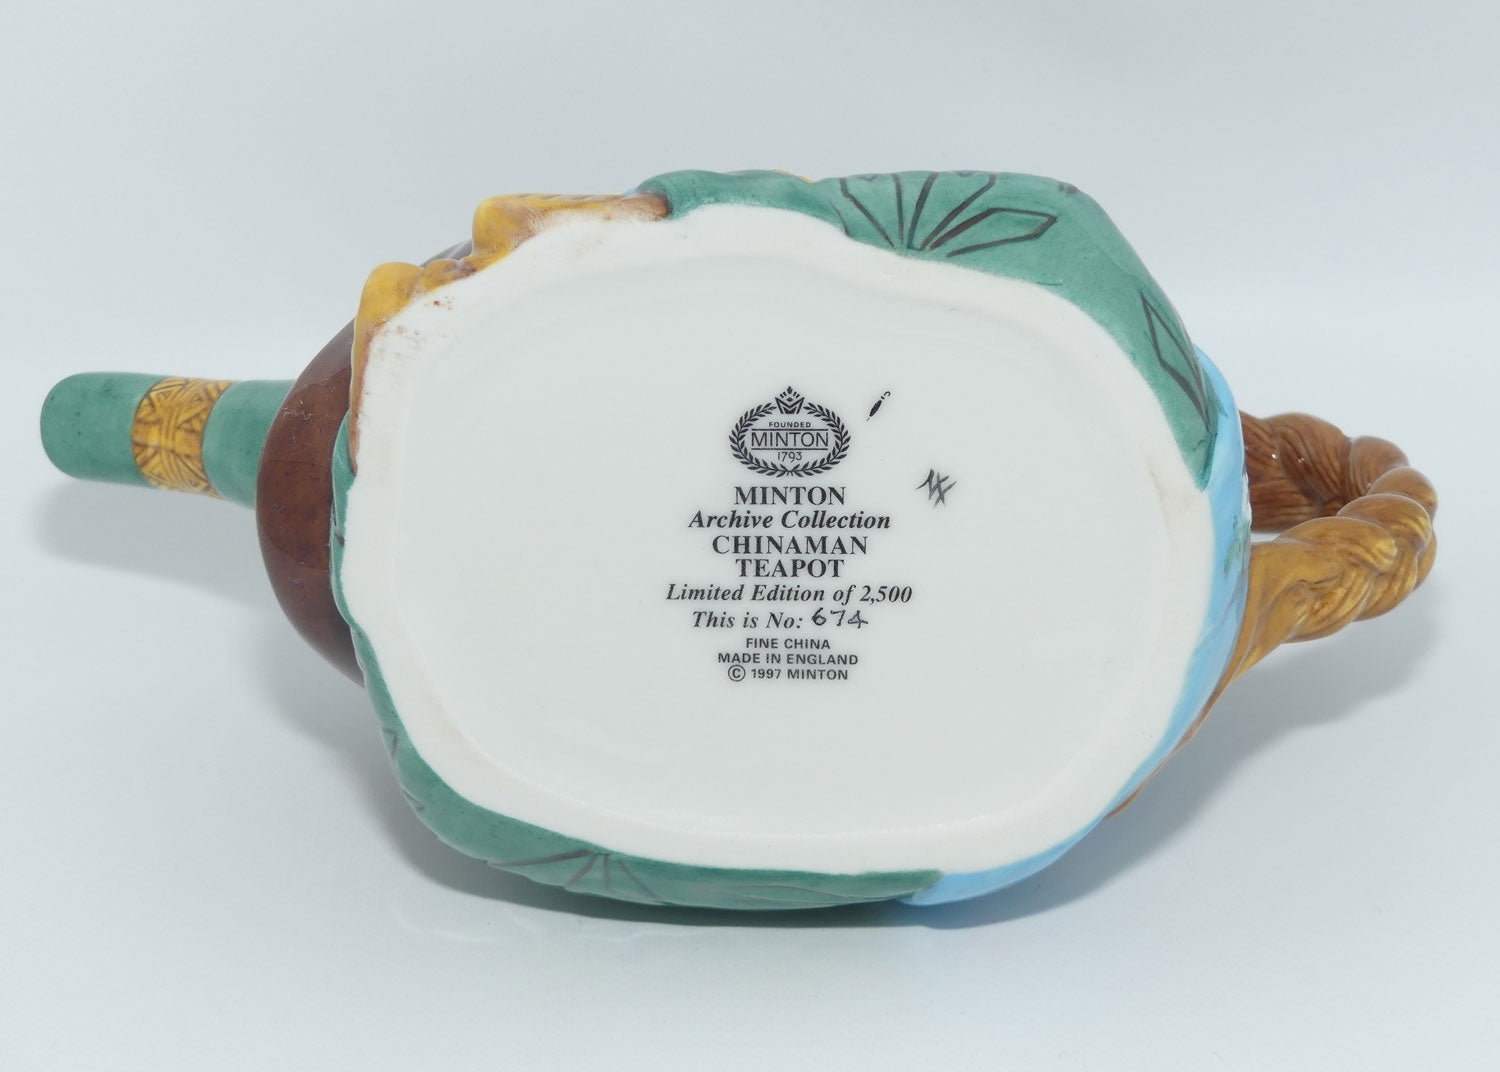 FOUNDED
MINTON
1793
MINTON
Archive Collection
CHINAMAN
TEAPOT
Limited Edition of 2,500
This is No: 674
FINE CHINA
MADE IN ENGLAND
© 1997 MINTON